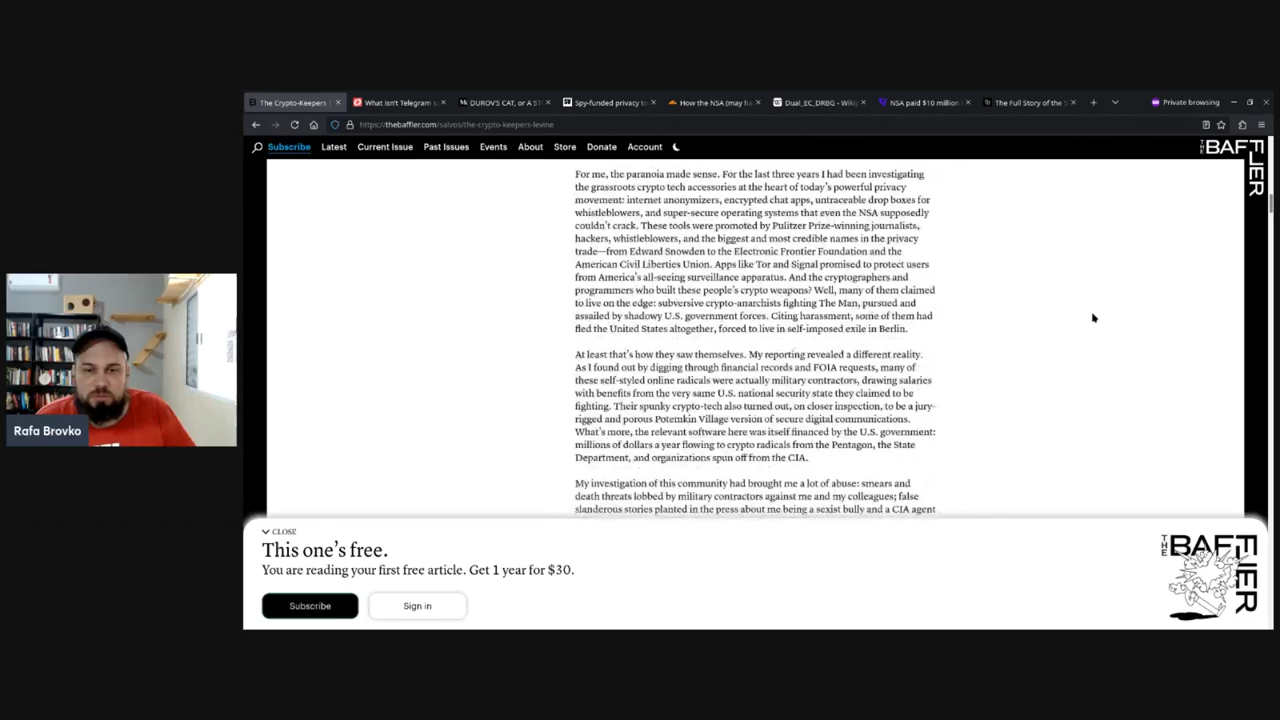 The Crypto-Keepers |
What isn't Telegram s
DUROV'S CAT, or A ST
Spy-funded privacy to
How the NSA (may ha
Dual_EC_DRBG - Wiki
NSA paid $10 million
The Full Story of the S
Private browsing
https://thebaffler.com/salvos/the-crypto-keepers-levine
Subscribe
Latest
Current Issue
Past Issues
Events
About
Store
Donate
Account
THE BAFFLER
For me, the paranoia made sense. For the last three years I had been investigating
the grassroots crypto tech accessories at the heart of today's powerful privacy
movement: internet anonymizers, encrypted chat apps, untraceable drop boxes for
whistleblowers, and super-secure operating systems that even the NSA supposedly
couldn't crack. These tools were promoted by Pulitzer Prize-winning journalists,
hackers, whistleblowers, and the biggest and most credible names in the privacy
trade—from Edward Snowden to the Electronic Frontier Foundation and the
American Civil Liberties Union. Apps like Tor and Signal promised to protect users
from America's all-seeing surveillance apparatus. And the cryptographers and
programmers who built these people's crypto weapons? Well, many of them claimed
to live on the edge: subversive crypto-anarchists fighting The Man, pursued and
assailed by shadowy U.S. government forces. Citing harassment, some of them had
fled the United States altogether, forced to live in self-imposed exile in Berlin.
At least that's how they saw themselves. My reporting revealed a different reality.
As I found out by digging through financial records and FOIA requests, many of
these self-styled online radicals were actually military contractors, drawing salaries
with benefits from the very same U.S. national security state they claimed to be
fighting. Their spunky crypto-tech also turned out, on closer inspection, to be a jury-
rigged and porous Potemkin Village version of secure digital communications.
What's more, the relevant software here was itself financed by the U.S. government:
millions of dollars a year flowing to crypto radicals from the Pentagon, the State
Department, and organizations spun off from the CIA.
My investigation of this community had brought me a lot of abuse: smears and
death threats lobbed by military contractors against me and my colleagues; false
slanderous stories planted in the press about me being a sexist bully and a CIA agent
Rafa Brovko
CLOSE
This one's free.
You are reading your first free article. Get 1 year for $30.
Subscribe
Sign in
THE BAFFLER